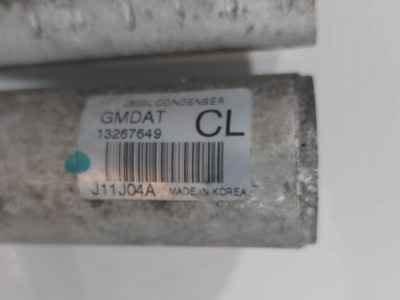 J300L CONDENSER
GMDAT CL
13267649
J11J04A MADE IN KOREA